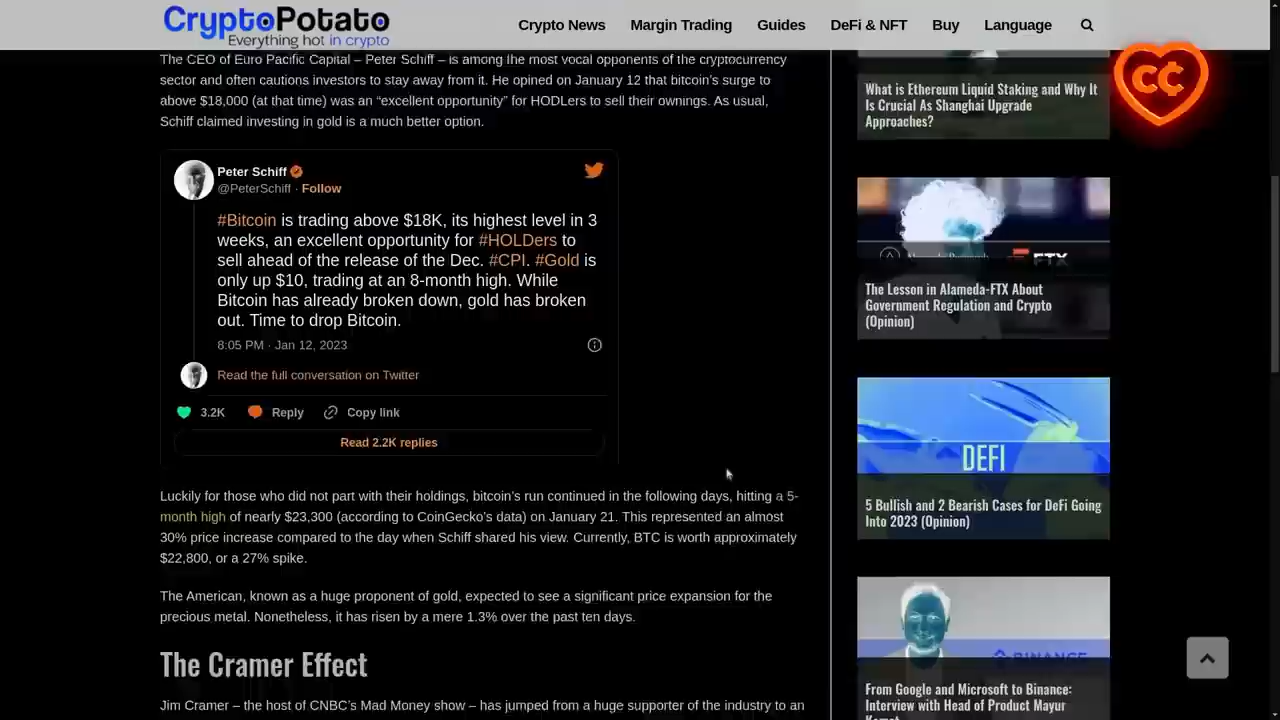 CryptoPotato
Everything hot in crypto
Crypto News
Margin Trading
Guides
DeFi & NFT
Buy
Language
The CEO of Euro Pacific Capital – Peter Schiff – is among the most vocal opponents of the cryptocurrency
sector and often cautions investors to stay away from it. He opined on January 12 that bitcoin's surge to
above $18,000 (at that time) was an “excellent opportunity” for HODLers to sell their ownings. As usual,
Schiff claimed investing in gold is a much better option.
Peter Schiff
@PeterSchiff · Follow
#Bitcoin is trading above $18K, its highest level in 3
weeks, an excellent opportunity for #HOLDers to
sell ahead of the release of the Dec. #CPI. #Gold is
only up $10, trading at an 8-month high. While
Bitcoin has already broken down, gold has broken
out. Time to drop Bitcoin.
8:05 PM · Jan 12, 2023
Read the full conversation on Twitter
3.2K
Reply
Copy link
Read 2.2K replies
Luckily for those who did not part with their holdings, bitcoin's run continued in the following days, hitting a 5-
month high of nearly $23,300 (according to CoinGecko's data) on January 21. This represented an almost
30% price increase compared to the day when Schiff shared his view. Currently, BTC is worth approximately
$22,800, or a 27% spike.
The American, known as a huge proponent of gold, expected to see a significant price expansion for the
precious metal. Nonetheless, it has risen by a mere 1.3% over the past ten days.
The Cramer Effect
Jim Cramer – the host of CNBC's Mad Money show – has jumped from a huge supporter of the industry to an
CC
What is Ethereum Liquid Staking and Why It
Is Crucial As Shanghai Upgrade
Approaches?
FTX
The Lesson in Alameda-FTX About
Government Regulation and Crypto
(Opinion)
DEFI
5 Bullish and 2 Bearish Cases for DeFi Going
Into 2023 (Opinion)
BINANCE
From Google and Microsoft to Binance:
Interview with Head of Product Mayur